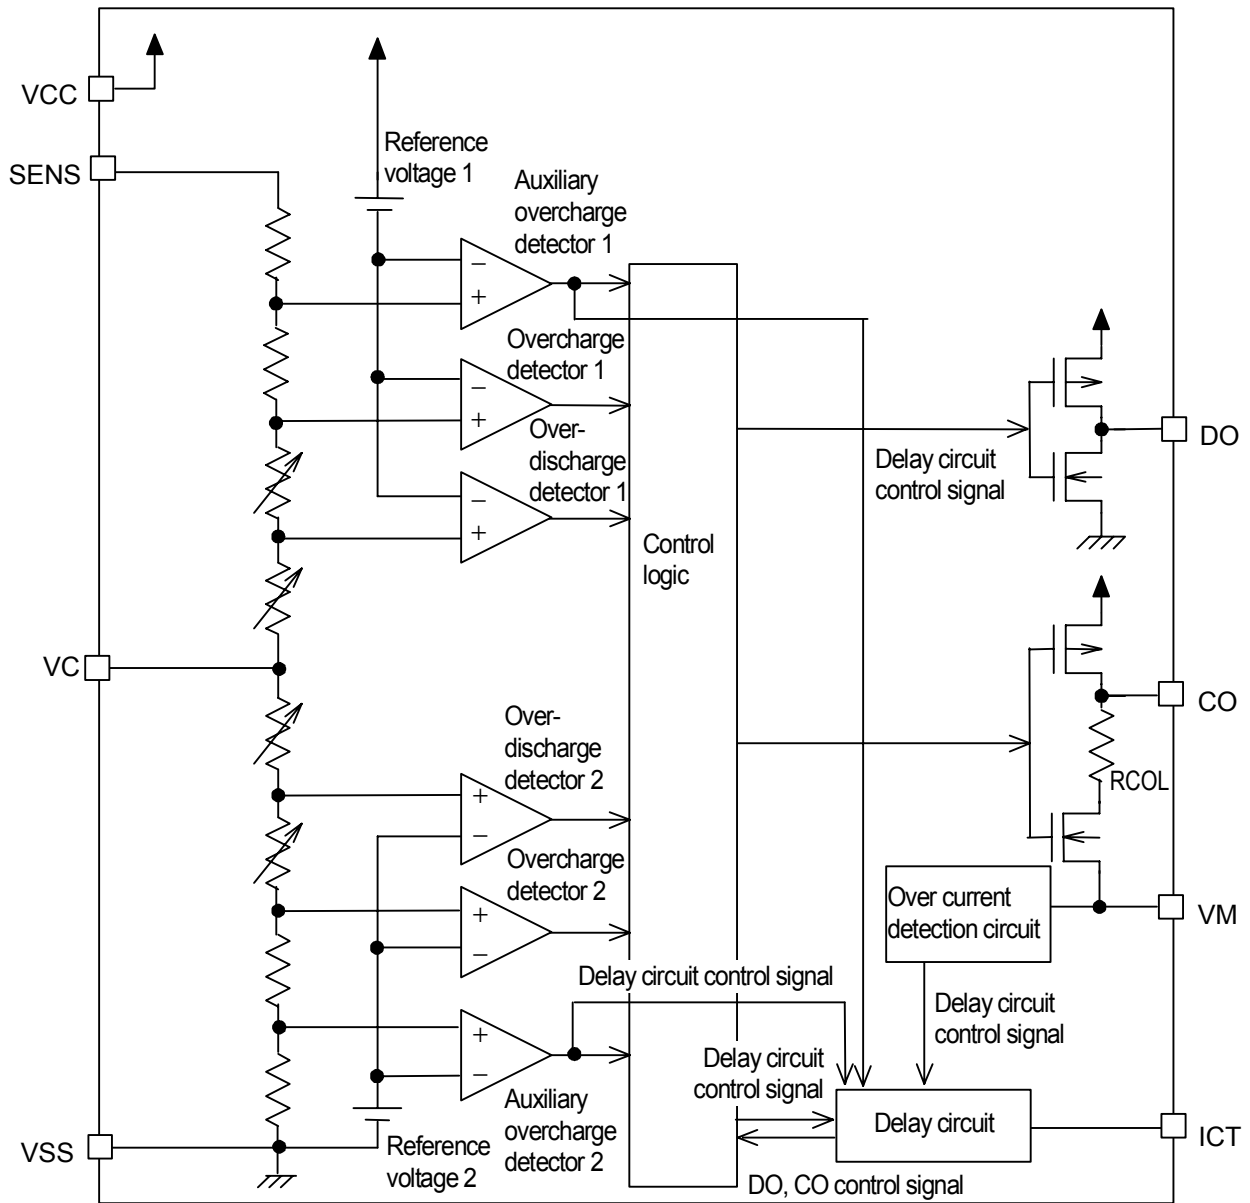 VCC
SENS
Reference
voltage 1
Auxiliary
overcharge
detector 1
−
+
Overcharge
detector 1
−
+
Over-
discharge
detector 1
−
+
Control
logic
Delay circuit
control signal
DO
VC
CO
RCOL
Over-
discharge
detector 2
+
−
Overcharge
detector 2
+
−
Over current
detection circuit
VM
Delay circuit control signal
Delay circuit
control signal
+
−
Delay circuit
control signal
Auxiliary
overcharge
detector 2
Delay circuit
ICT
VSS
Reference
voltage 2
DO, CO control signal